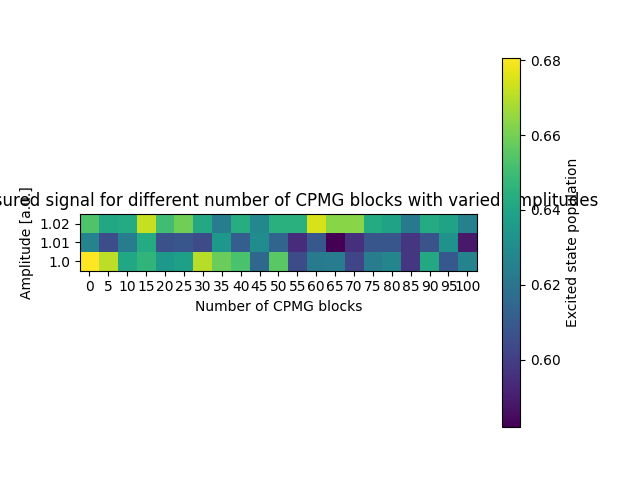 sured signal for different number of CPMG blocks with varied amplitudes
Amplitude [a.u.]
1.02
1.01
1.0
0 5 10 15 20 25 30 35 40 45 50 55 60 65 70 75 80 85 90 95 100
Number of CPMG blocks
0.68
0.66
0.64
0.62
0.60
Excited state population